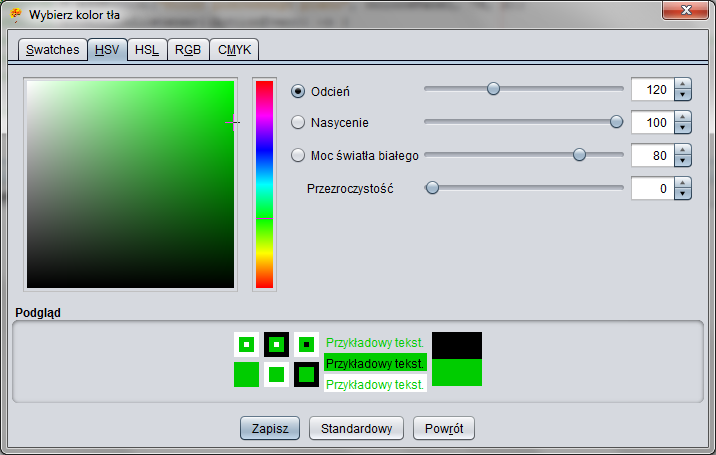 Wybierz kolor tła
Swatches HSV HSL RGB CMYK
Odcień 120
Nasycenie 100
Moc światła białego 80
Przezroczystość 0
Podgląd
Przykładowy tekst.
Przykładowy tekst.
Przykładowy tekst.
Zapisz Standardowy Powrót